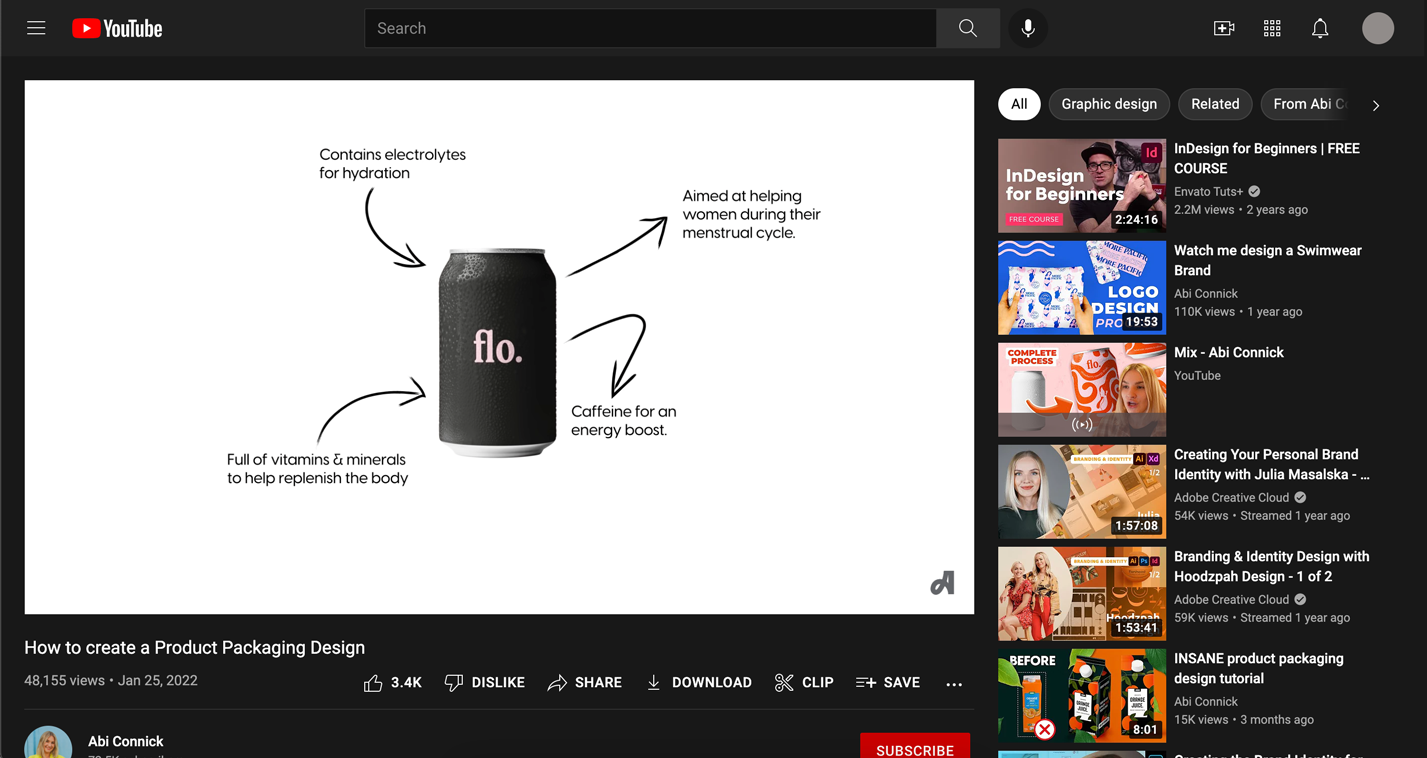 YouTube
Search
Contains electrolytes
for hydration
Aimed at helping
women during their
menstrual cycle.
flo.
Caffeine for an
energy boost.
Full of vitamins & minerals
to help replenish the body
How to create a Product Packaging Design
48,155 views • Jan 25, 2022
3.4K
DISLIKE
SHARE
DOWNLOAD
CLIP
SAVE
Abi Connick
SUBSCRIBE
All
Graphic design
Related
From Abi C
Id
InDesign
for Beginners
FREE COURSE
2:24:16
InDesign for Beginners | FREE
COURSE
Envato Tuts+
2.2M views • 2 years ago
MORE PACIFIC
LOGO
DESIGN
PRO
19:53
Watch me design a Swimwear
Brand
Abi Connick
110K views • 1 year ago
COMPLETE
PROCESS
flo.
Mix - Abi Connick
YouTube
BRANDING & IDENTITY
Ai Xd
1/2
Julia
1:57:08
Creating Your Personal Brand
Identity with Julia Masalska - ...
Adobe Creative Cloud
54K views • Streamed 1 year ago
BRANDING & IDENTITY
Ai Ps Id
1/2
Hoodzpah
1:53:41
Branding & Identity Design with
Hoodzpah Design - 1 of 2
Adobe Creative Cloud
59K views • Streamed 1 year ago
BEFORE
ORANGE
JUICE.
ORANGE
JUICE.
8:01
INSANE product packaging
design tutorial
Abi Connick
15K views • 3 months ago
Creating the Brand Identity for